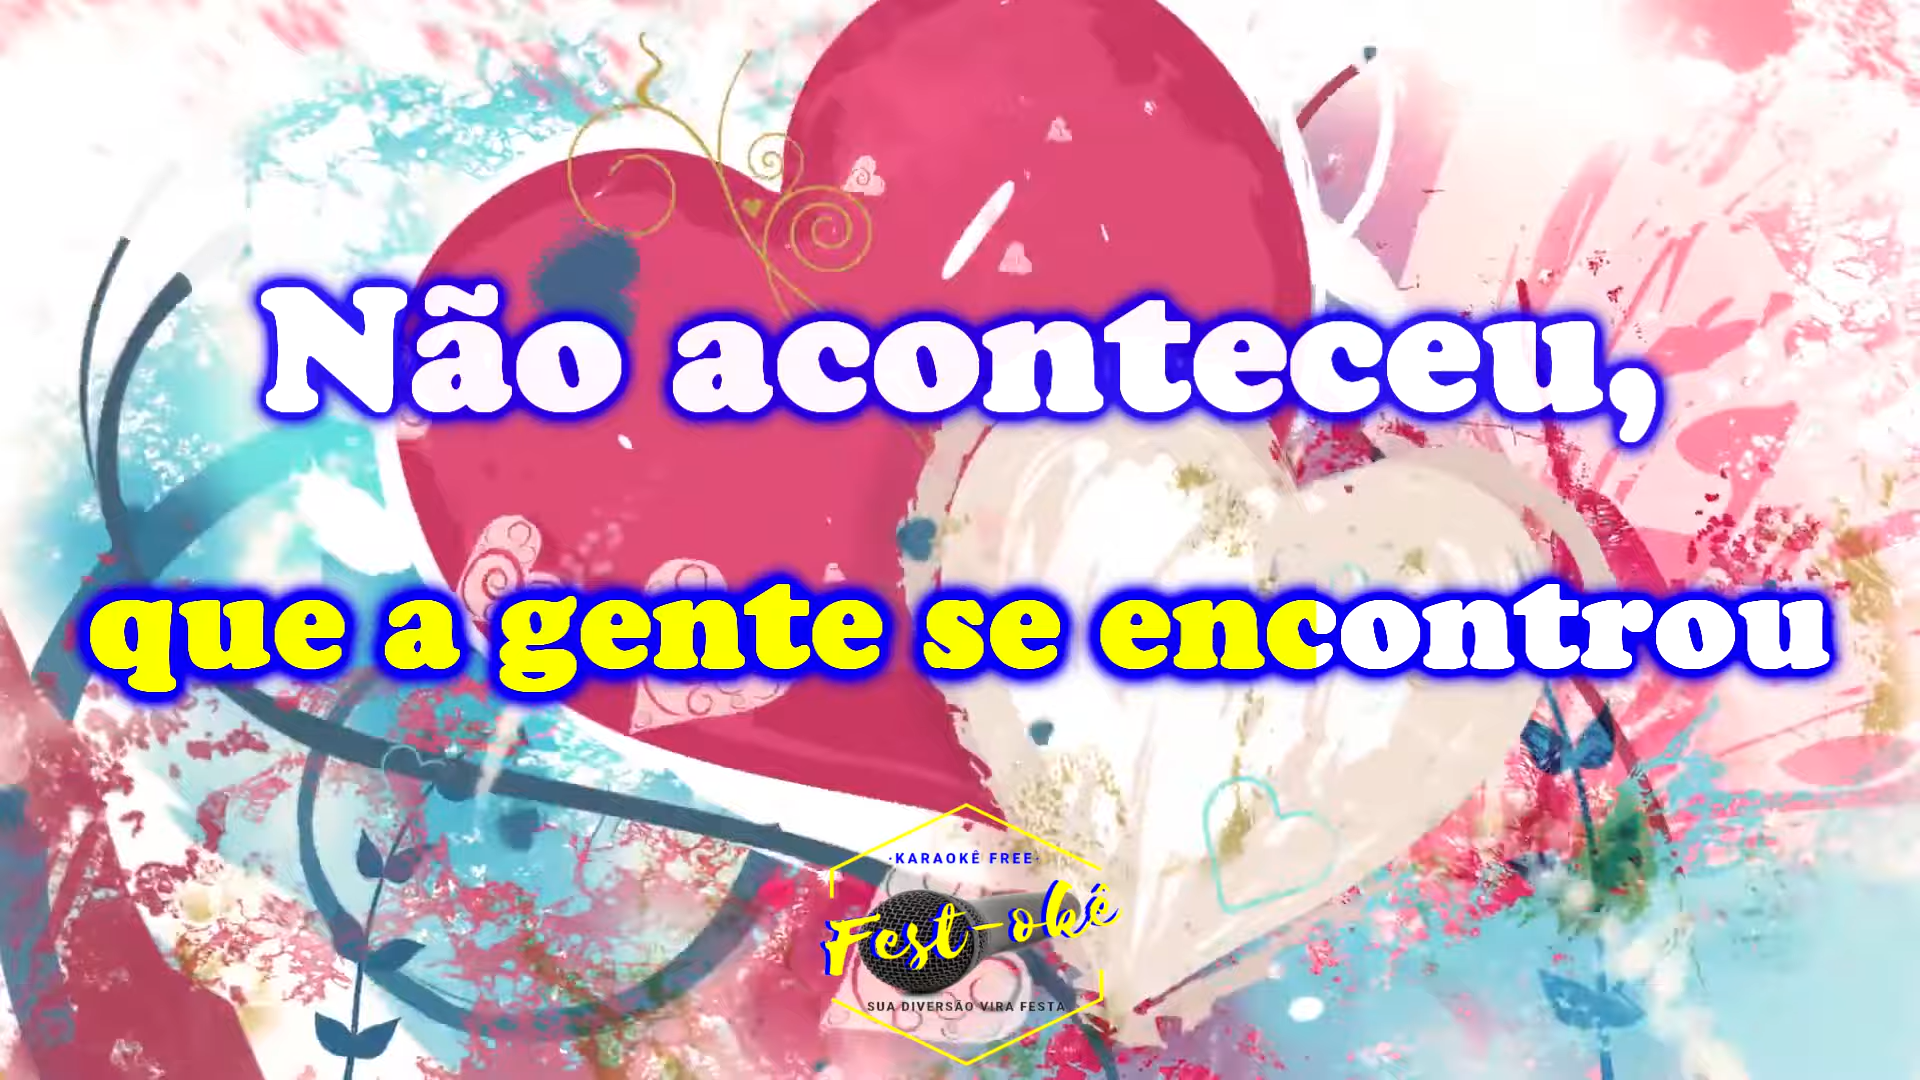 Não aconteceu,
que a gente se encontrou
·KARAOKÊ FREE·
Fest-okê
SUA DIVERSÃO VIRA FESTA